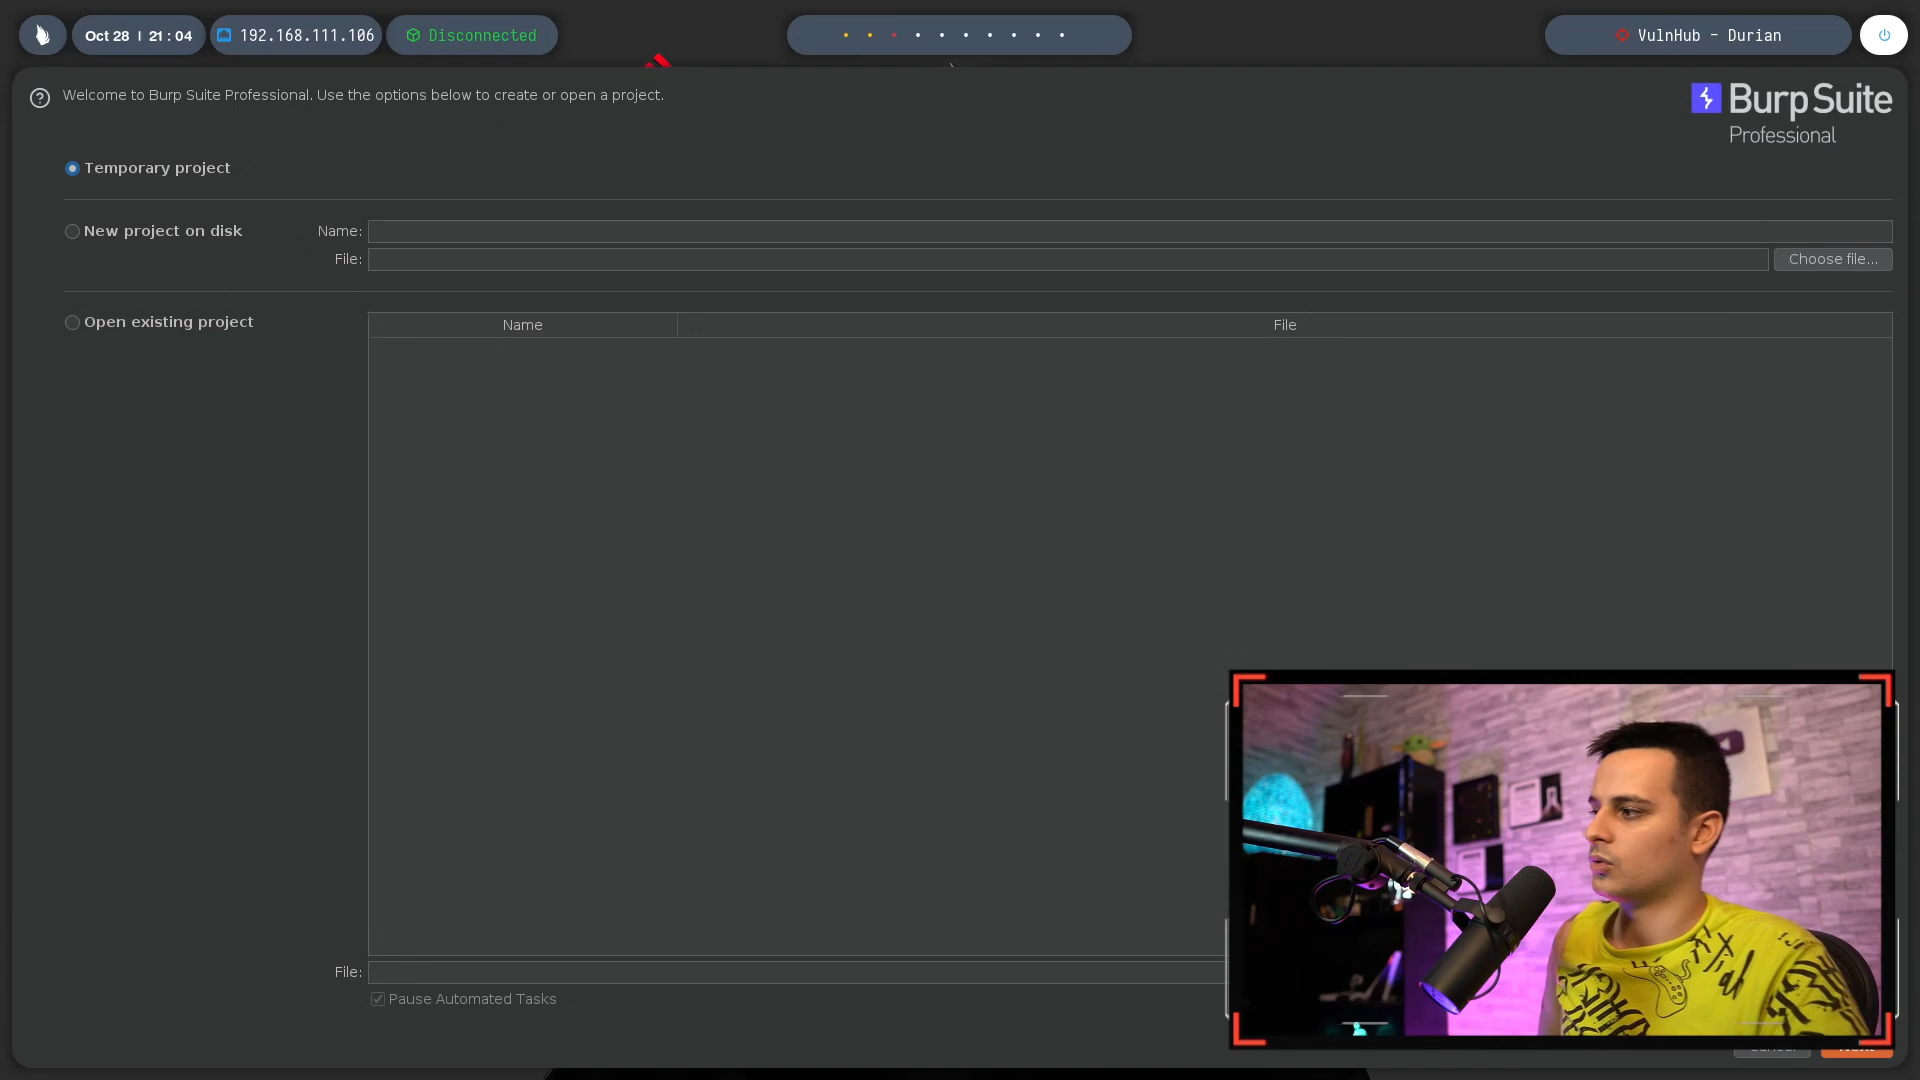 Oct 28 | 21:04
192.168.111.106
Disconnected
VulnHub - Durian
Welcome to Burp Suite Professional. Use the options below to create or open a project.
Burp Suite
Professional
Temporary project
New project on disk
Name:
File:
Choose file...
Open existing project
Name
File
File:
Pause Automated Tasks